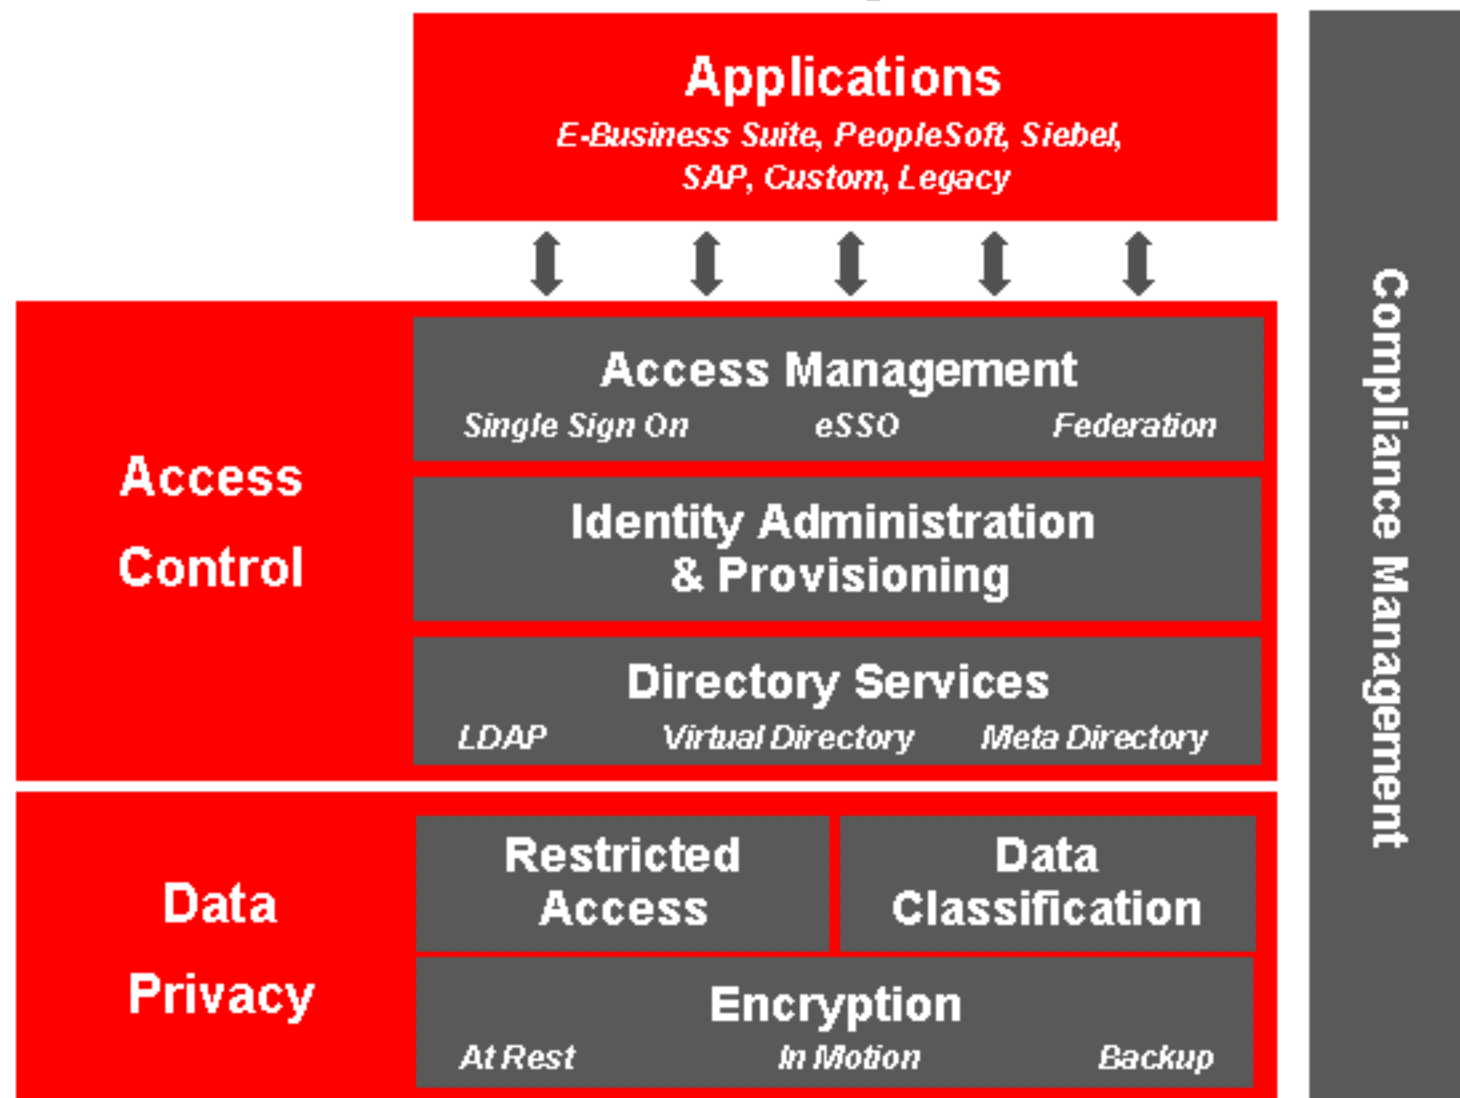 Applications
E-Business Suite, PeopleSoft, Siebel,
SAP, Custom, Legacy
Access
Control
Access Management
Single Sign On eSSO Federation
Identity Administration
& Provisioning
Directory Services
LDAP Virtual Directory Meta Directory
Data
Privacy
Restricted
Access
Data
Classification
Encryption
At Rest In Motion Backup
Compliance Management